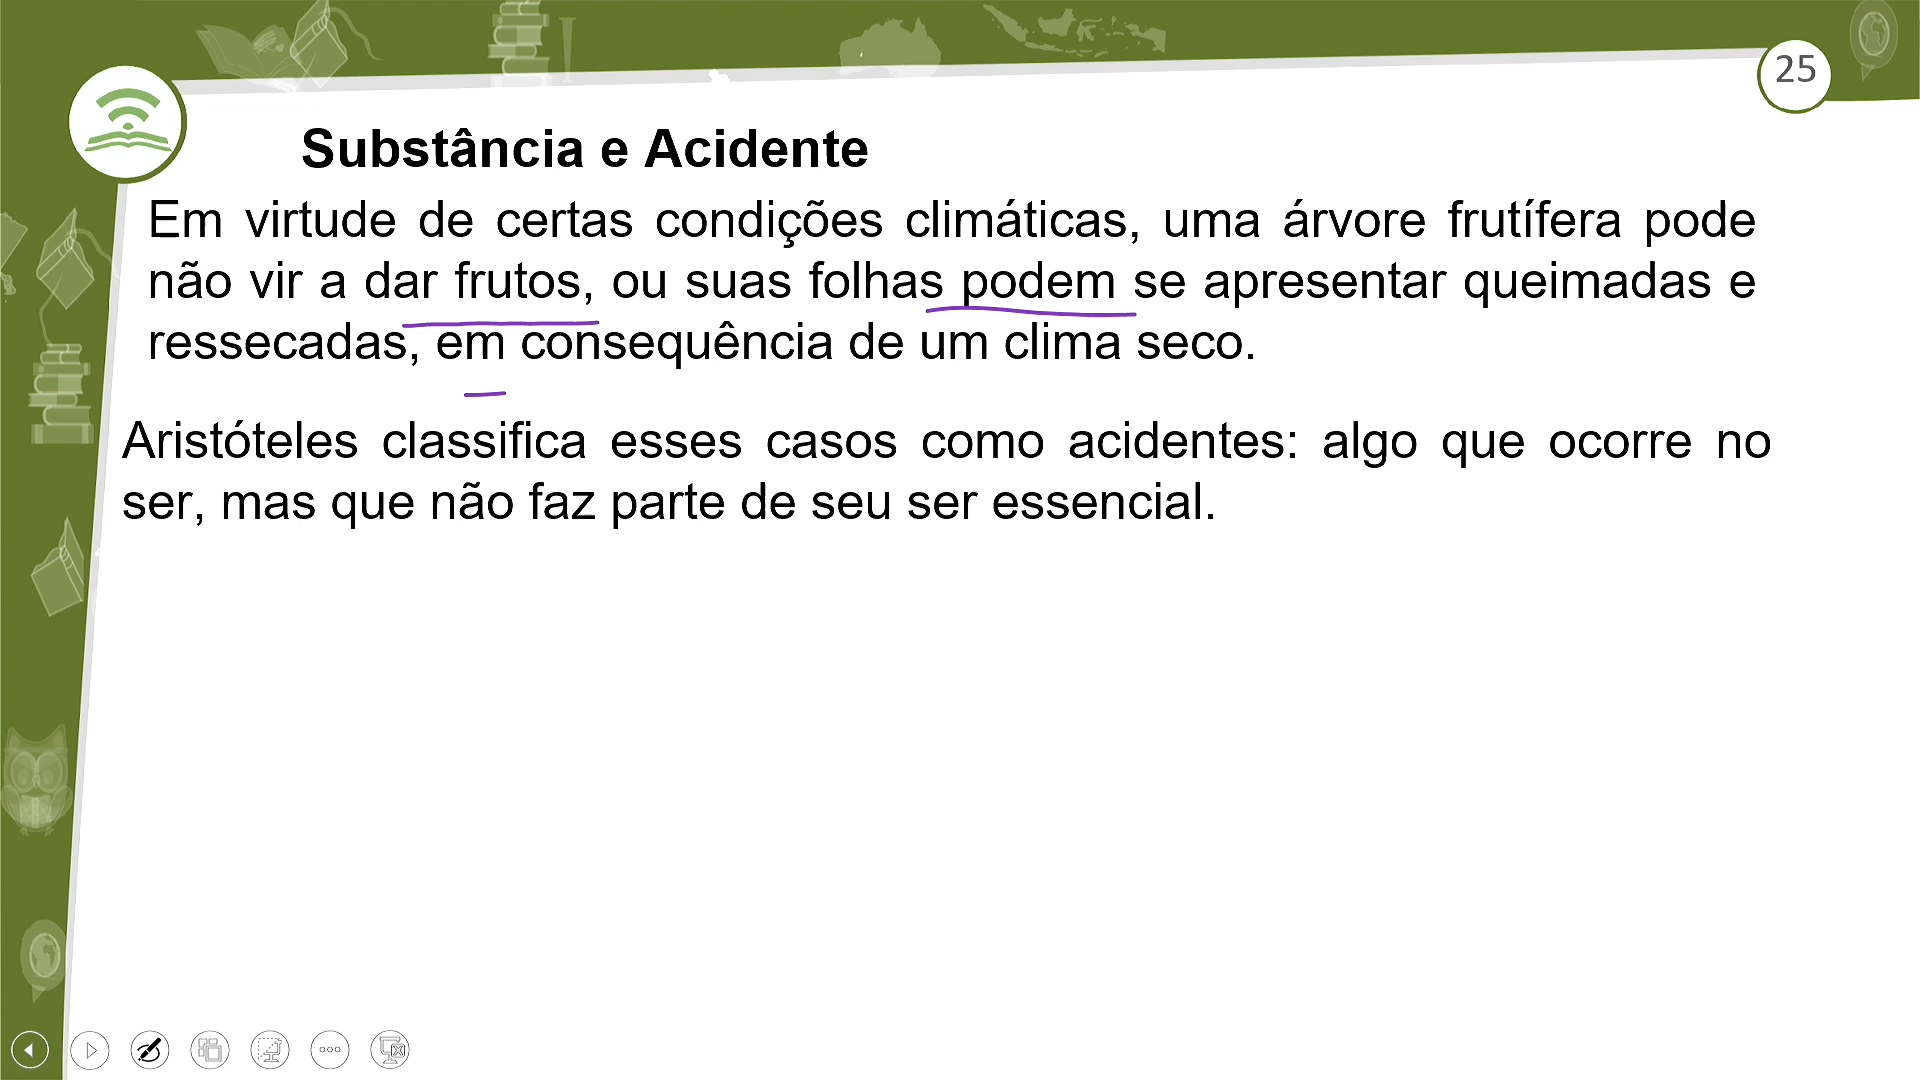 25
Substância e Acidente
Em virtude de certas condições climáticas, uma árvore frutífera pode
não vir a dar frutos, ou suas folhas podem se apresentar queimadas e
ressecadas, em consequência de um clima seco.
Aristóteles classifica esses casos como acidentes: algo que ocorre no
ser, mas que não faz parte de seu ser essencial.